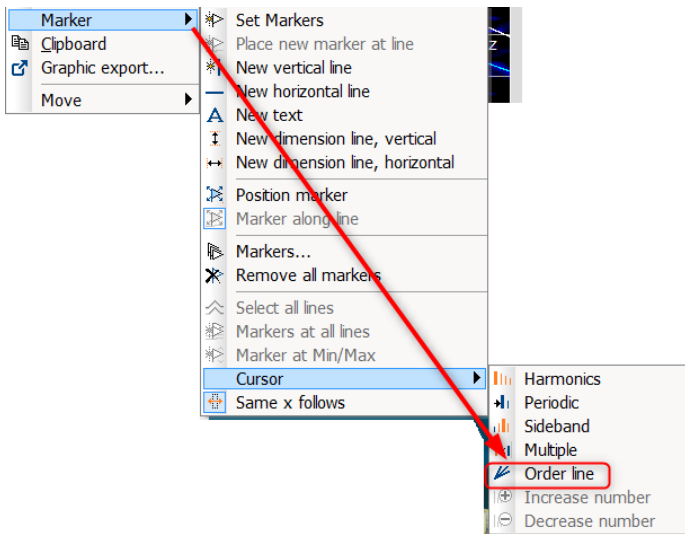 Marker
Clipboard
Graphic export...
Move
Set Markers
Place new marker at line
New vertical line
New horizontal line
New text
New dimension line, vertical
New dimension line, horizontal
Position marker
Marker along line
Markers...
Remove all markers
Select all lines
Markers at all lines
Marker at Min/Max
Cursor
Same x follows
z
Harmonics
Periodic
Sideband
Multiple
Order line
Increase number
Decrease number